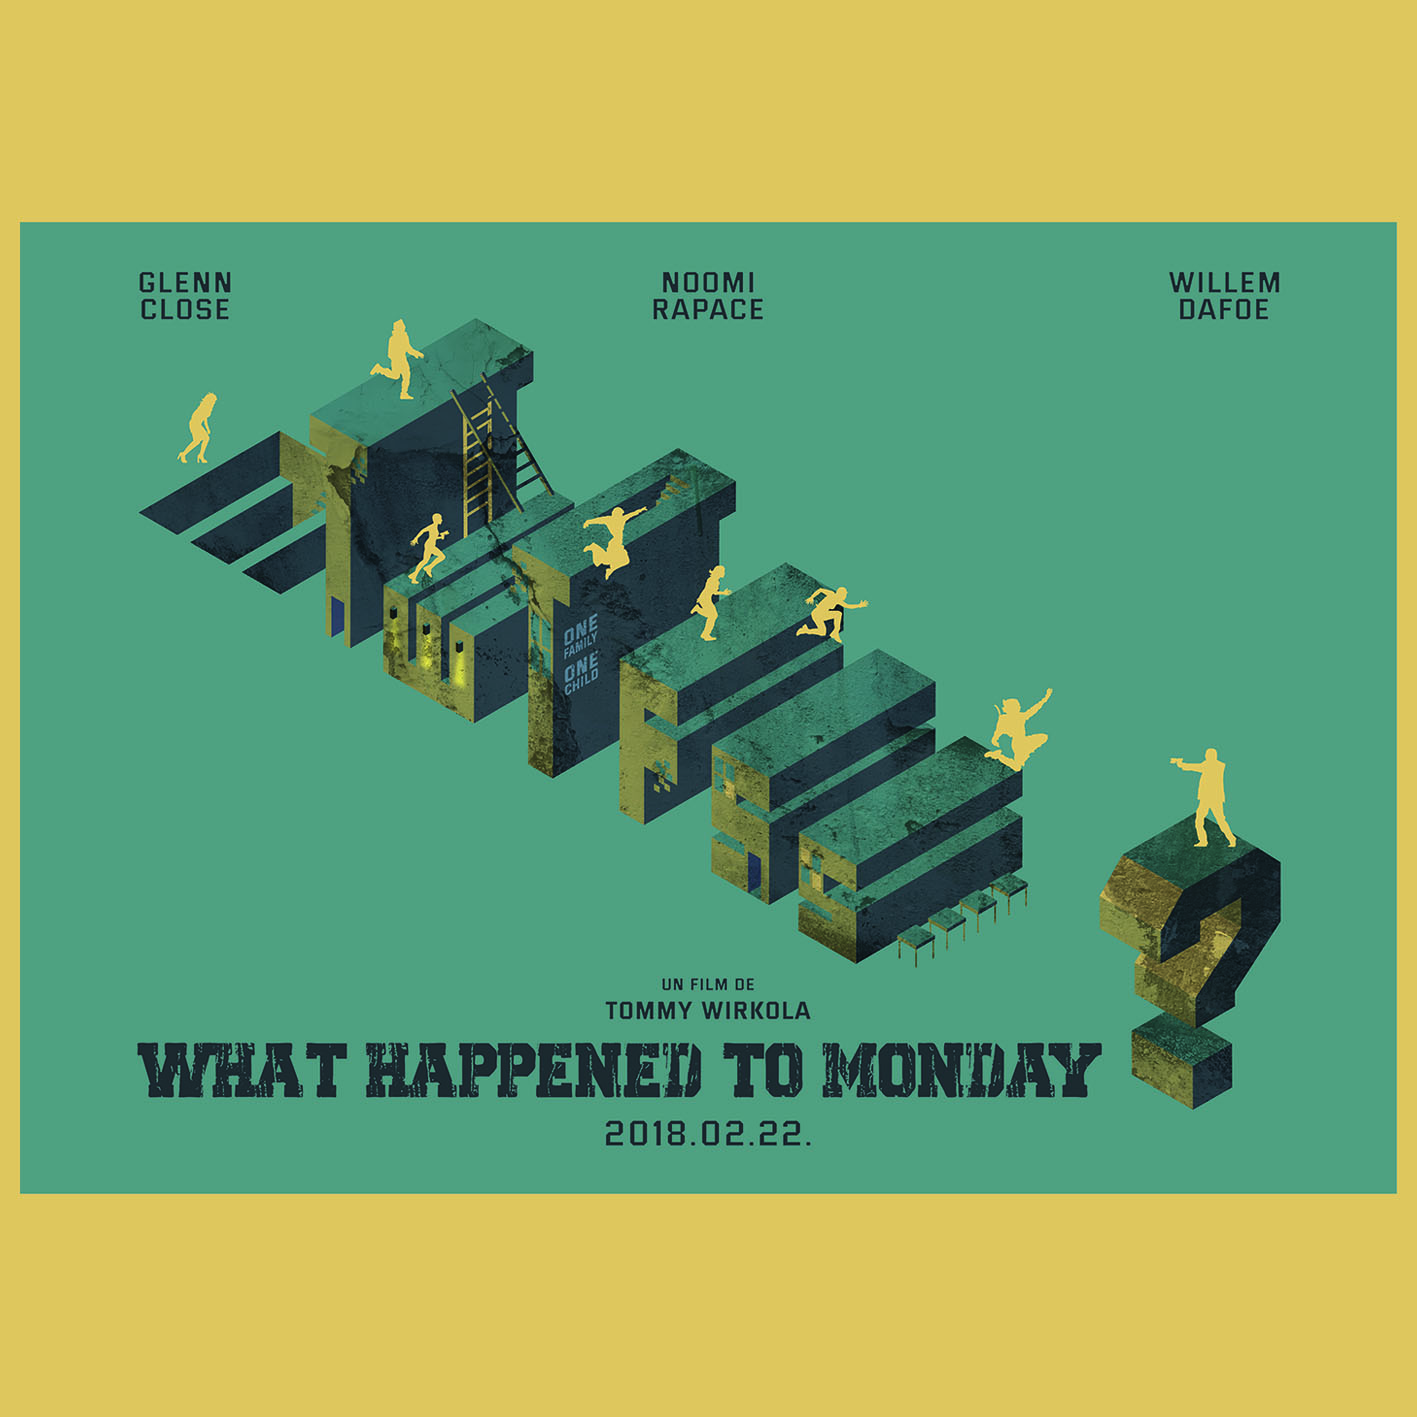 GLENN
CLOSE
NOOMI
RAPACE
WILLEM
DAFOE
MTWTFSS?
ONE
FAMILY
ONE
CHILD
UN FILM DE
TOMMY WIRKOLA
WHAT HAPPENED TO MONDAY
2018.02.22.